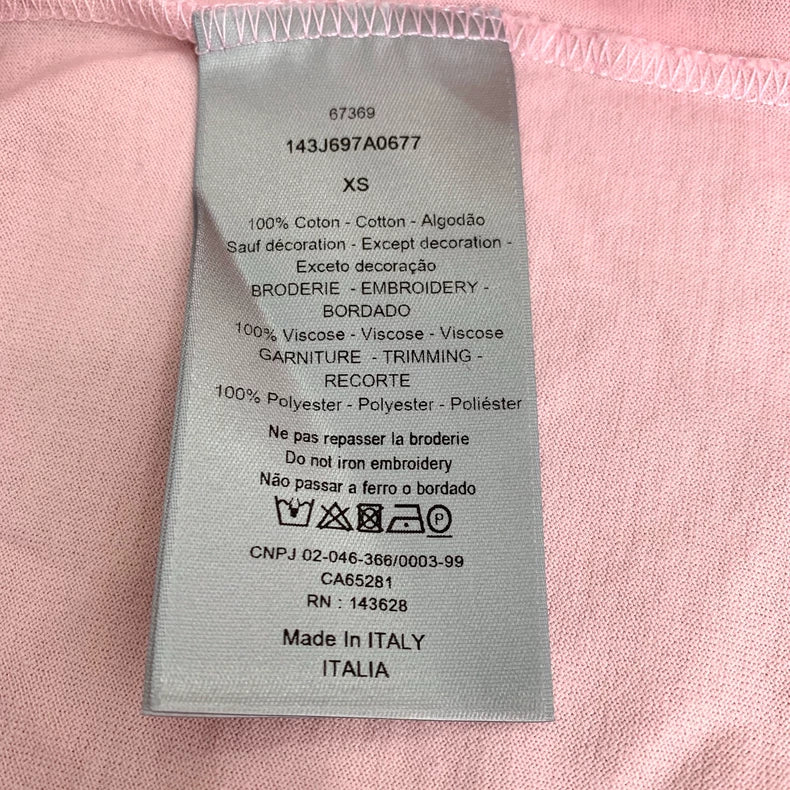 67369
143J697A0677
XS
100% Coton - Cotton - Algodão
Sauf décoration - Except decoration -
Exceto decoração
BRODERIE - EMBROIDERY -
BORDADO
100% Viscose - Viscose - Viscose
GARNITURE - TRIMMING -
RECORTE
100% Polyester - Polyester - Poliéster
Ne pas repasser la broderie
Do not iron embroidery
Não passar a ferro o bordado
P
CNPJ 02-046-366/0003-99
CA65281
RN : 143628
Made In ITALY
ITALIA